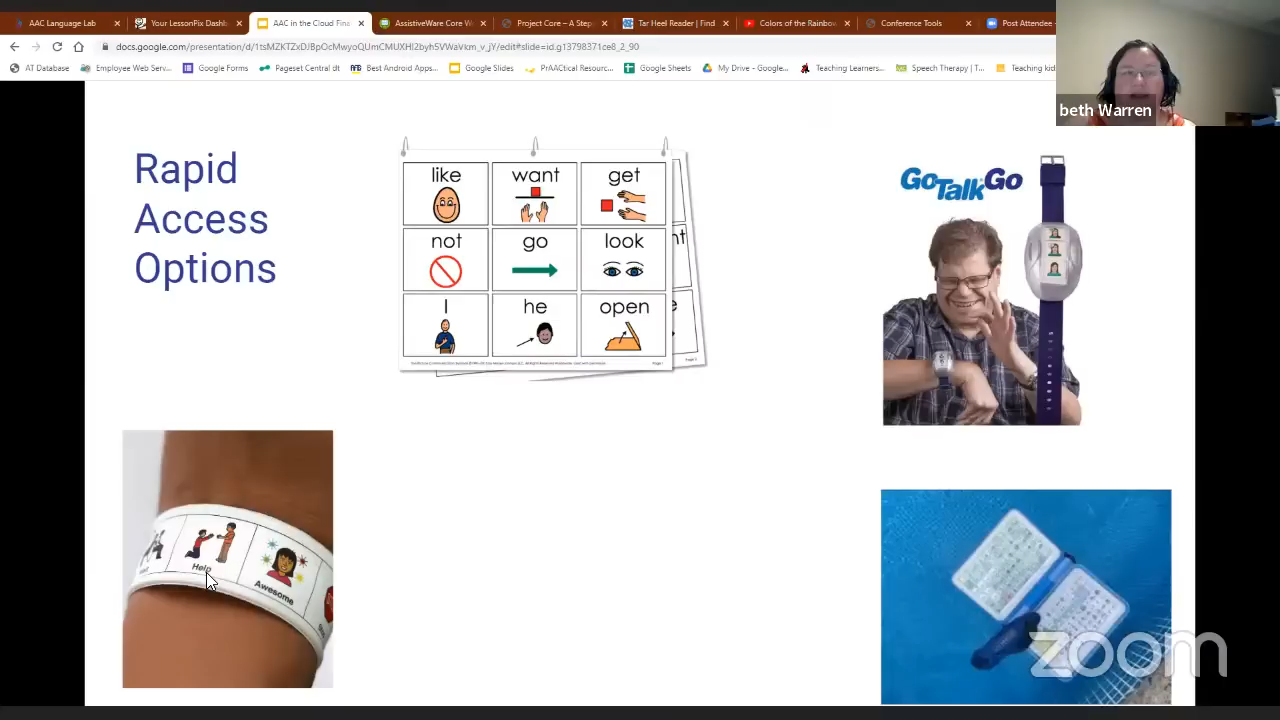 AAC Language Lab
Your LessonPix Dashb
AAC in the Cloud Fina
AssistiveWare Core W
Project Core – A Step
Tar Heel Reader | Find
Colors of the Rainbow
Conference Tools
Post Attendee -
docs.google.com/presentation/d/1tsMZKTZxDJBpOcMwyoQUmCMUXHl2byh5VWaVkm_v_jY/edit#slide=id.g13798371ce8_2_90
AT Database
Employee Web Serv...
Google Forms
Pageset Central dt
Best Android Apps...
Google Slides
PrAACtical Resourc...
Google Sheets
My Drive - Google...
Teaching Learners...
Speech Therapy | T...
Teaching kid
beth Warren
Rapid
Access
Options
like want get
not go look
I he open
GoTalk Go
Help
Awesome
zoom